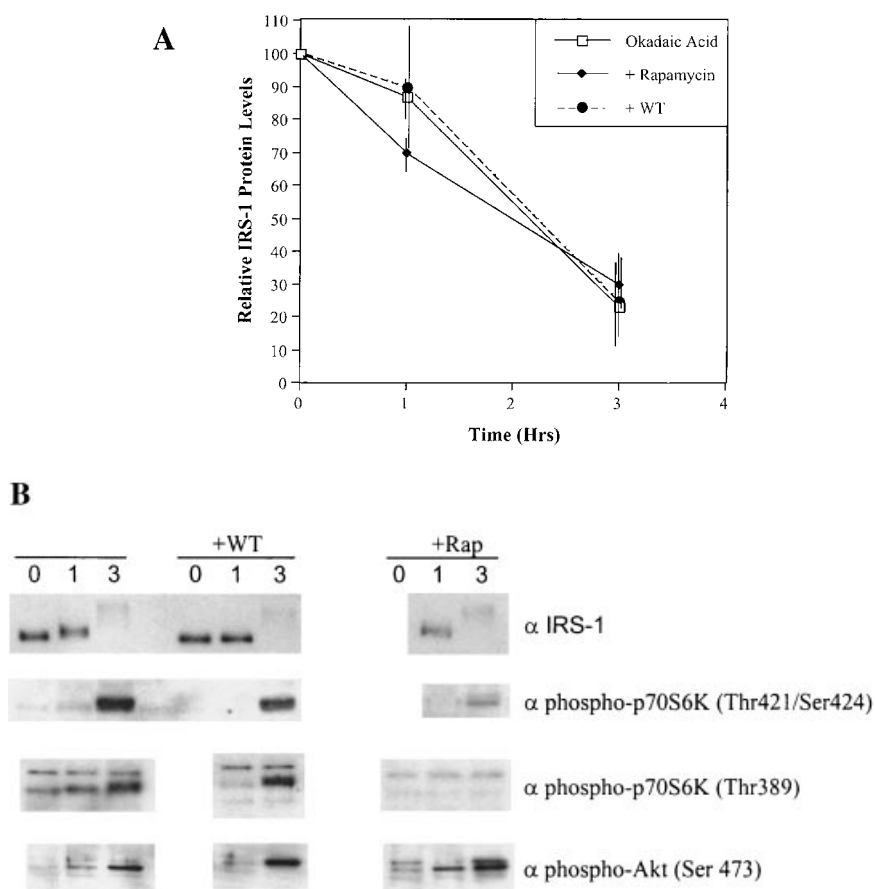 A
Relative IRS-1 Protein Levels
110
100
90
80
70
60
50
40
30
20
10
0
0 1 2 3 4
Time (Hrs)
Okadaic Acid
+ Rapamycin
+ WT
B
+WT +Rap
0 1 3 0 1 3 0 1 3
α IRS-1
α phospho-p70S6K (Thr421/Ser424)
α phospho-p70S6K (Thr389)
α phospho-Akt (Ser 473)